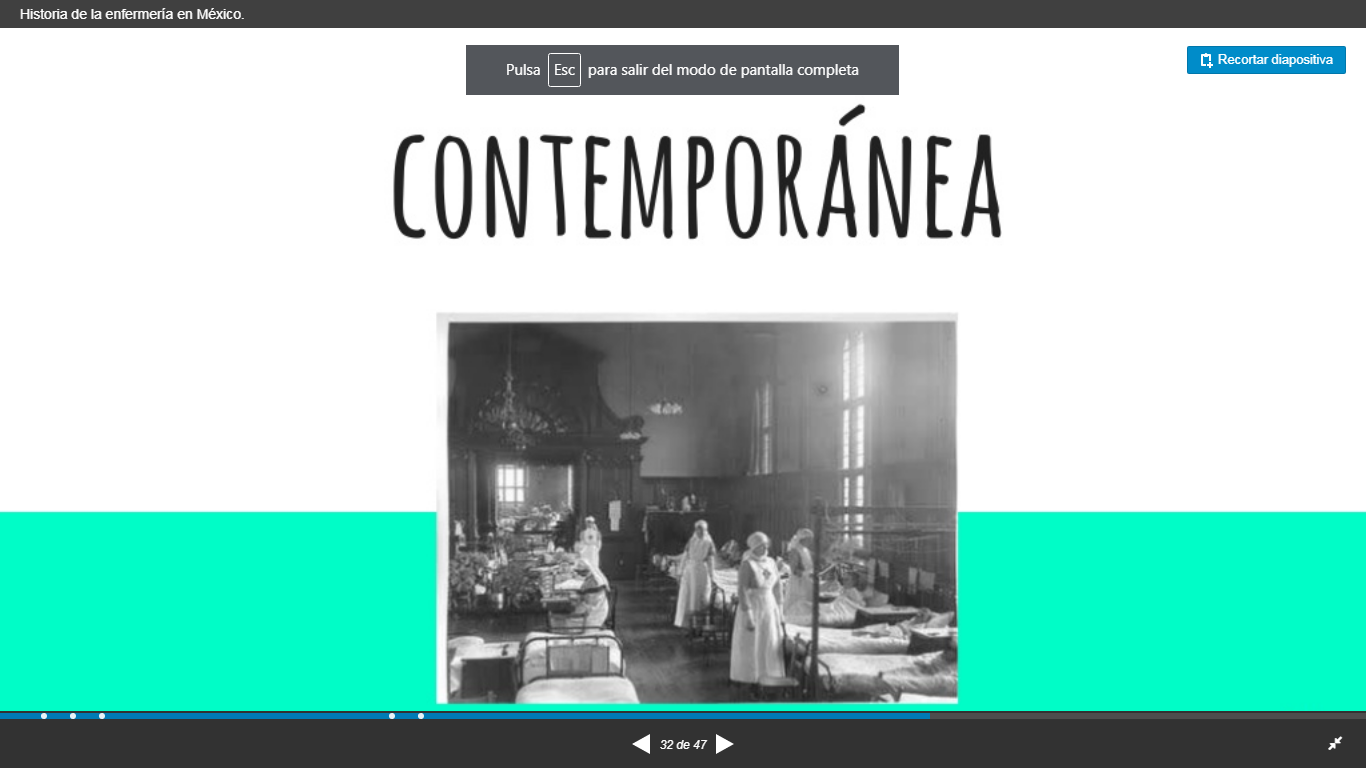 Historia de la enfermería en México.
Pulsa Esc para salir del modo de pantalla completa
Recortar diapositiva
CONTEMPORÁNEA
32 de 47